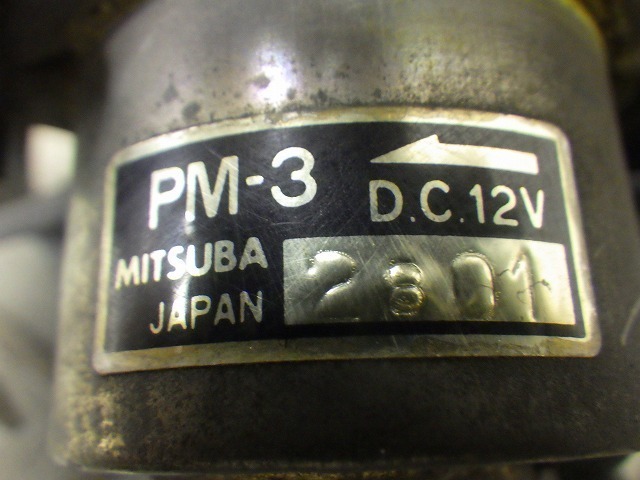 PM-3
D.C.12V
MITSUBA
JAPAN
2801